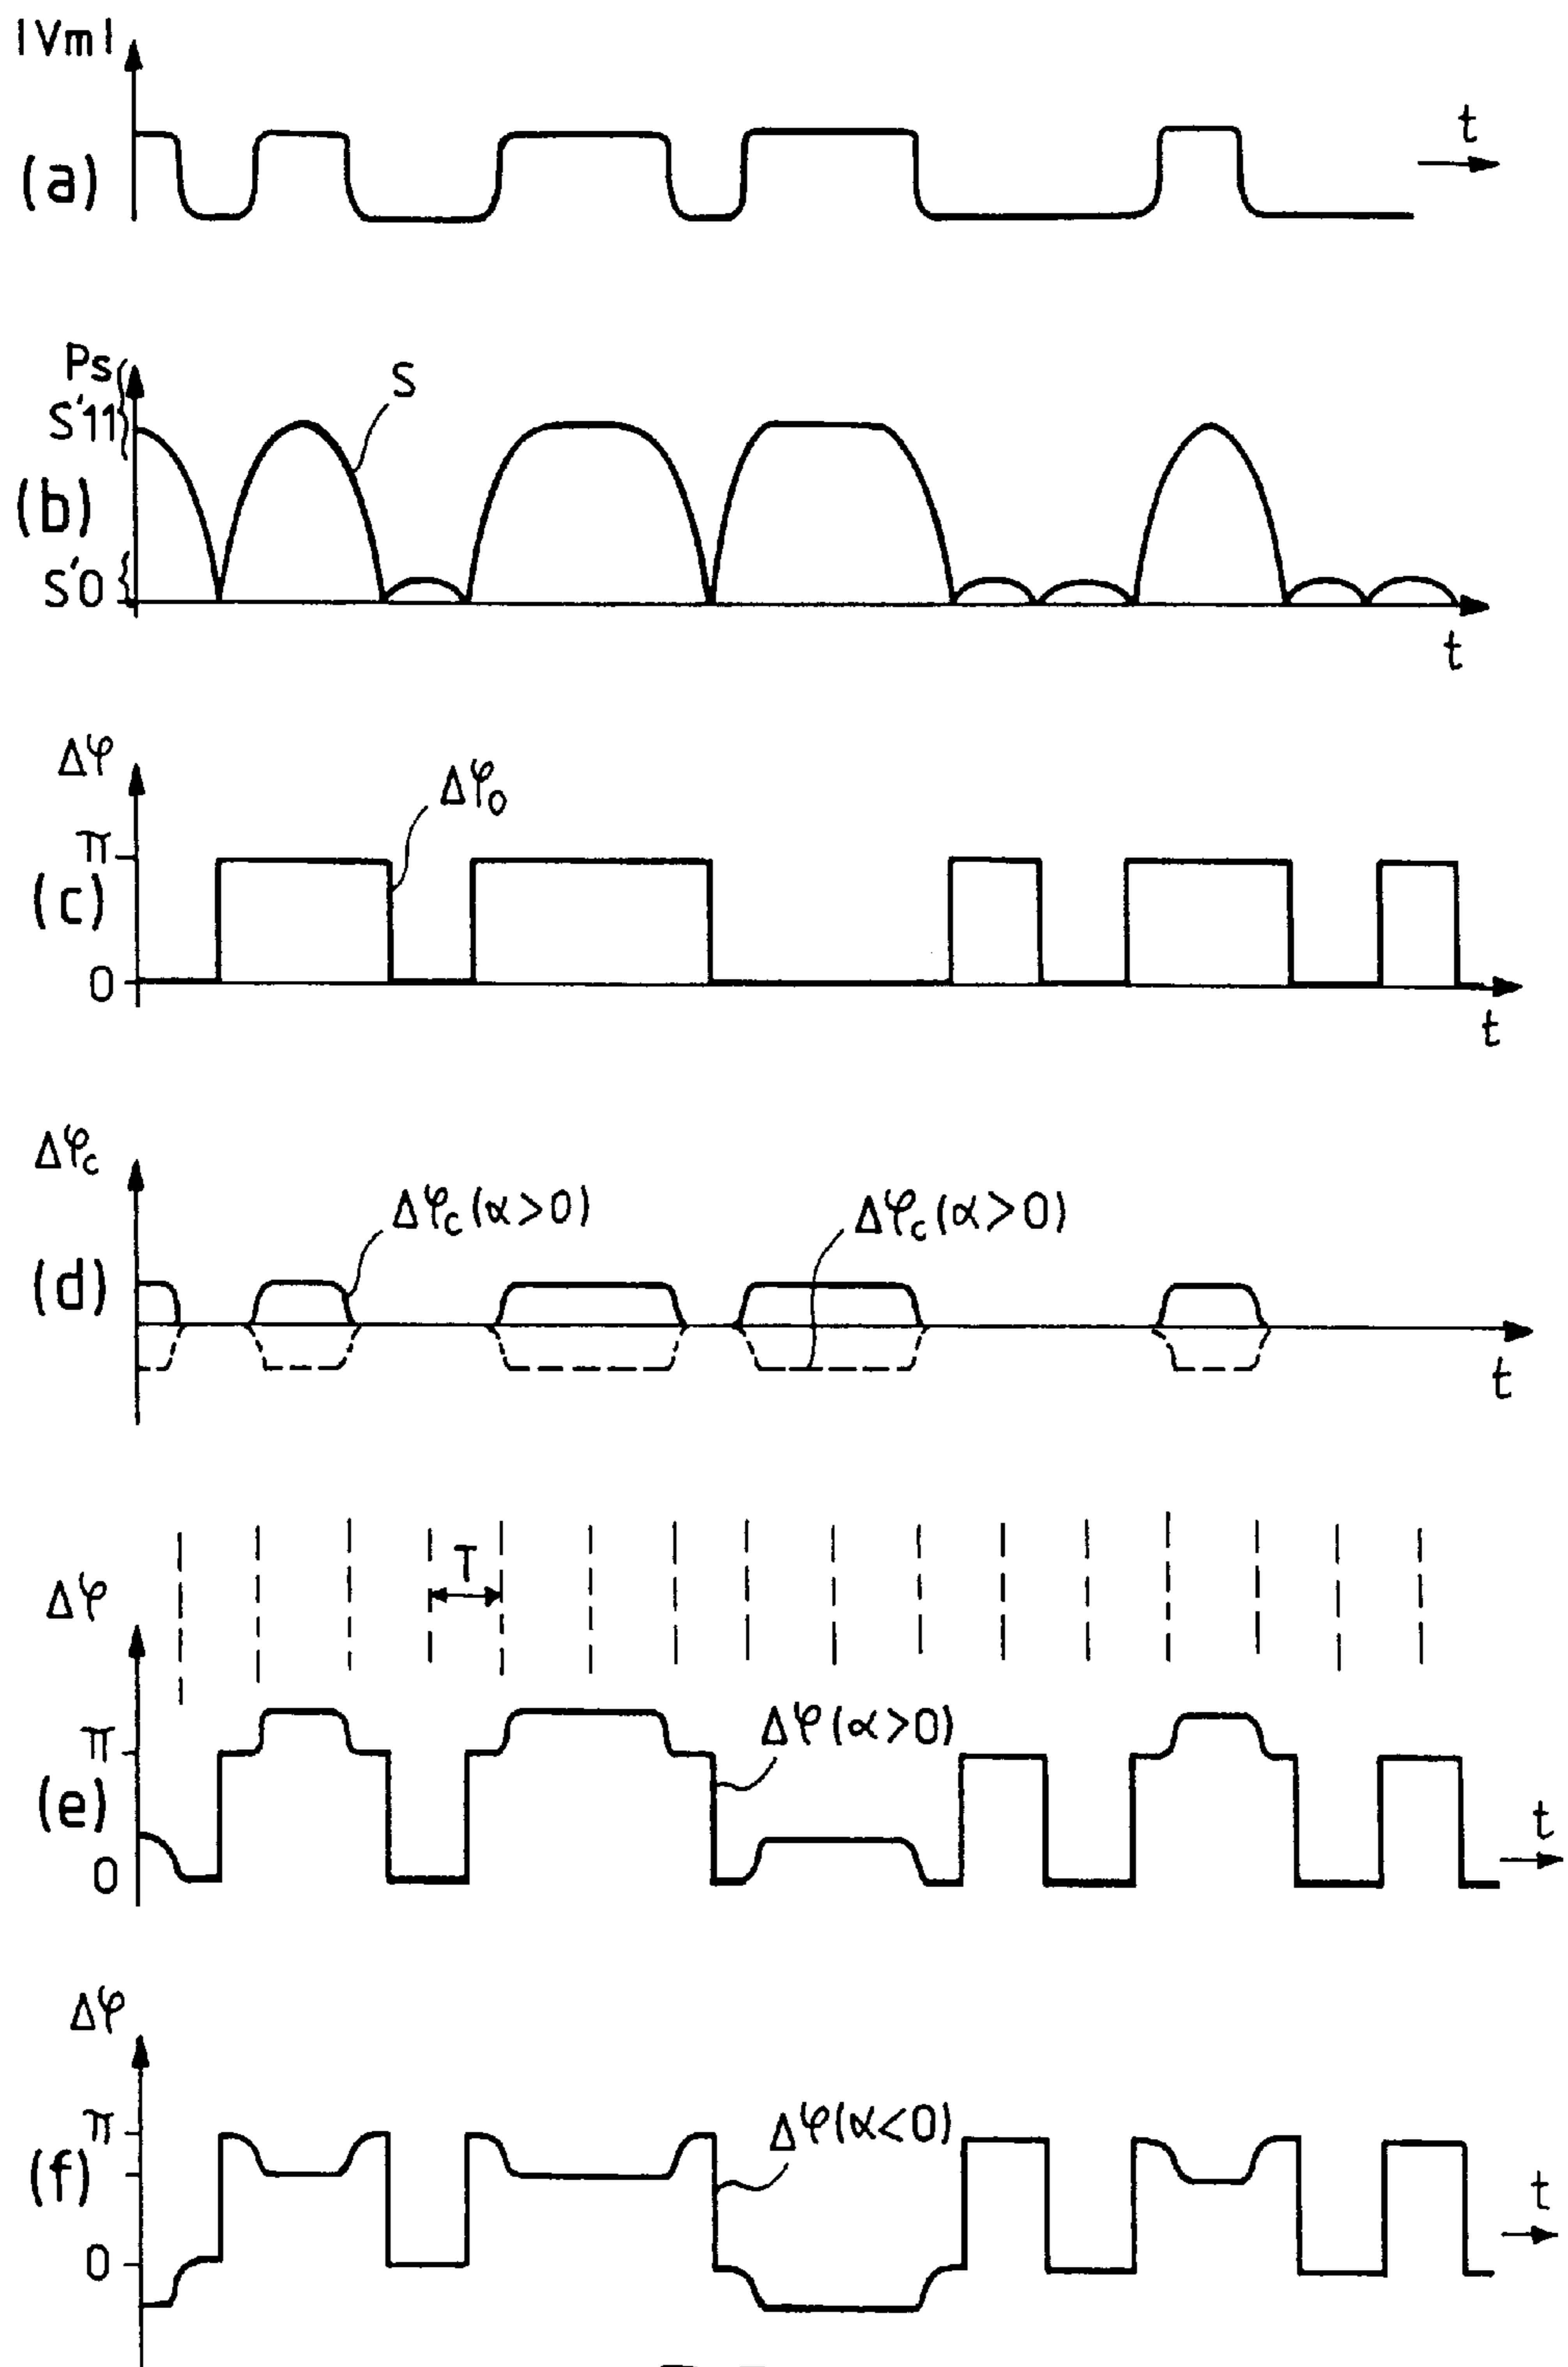 |Vm|
t
(a)
Ps
S
S'11
(b)
S'0
t
Δφ
Δφ₀
π
(c)
0
t
Δφc
Δφc(α>0)
Δφc(α>0)
(d)
t
T
Δφ
Δφ(α>0)
π
(e)
t
0
Δφ
π
Δφ(α<0)
(f)
t
0